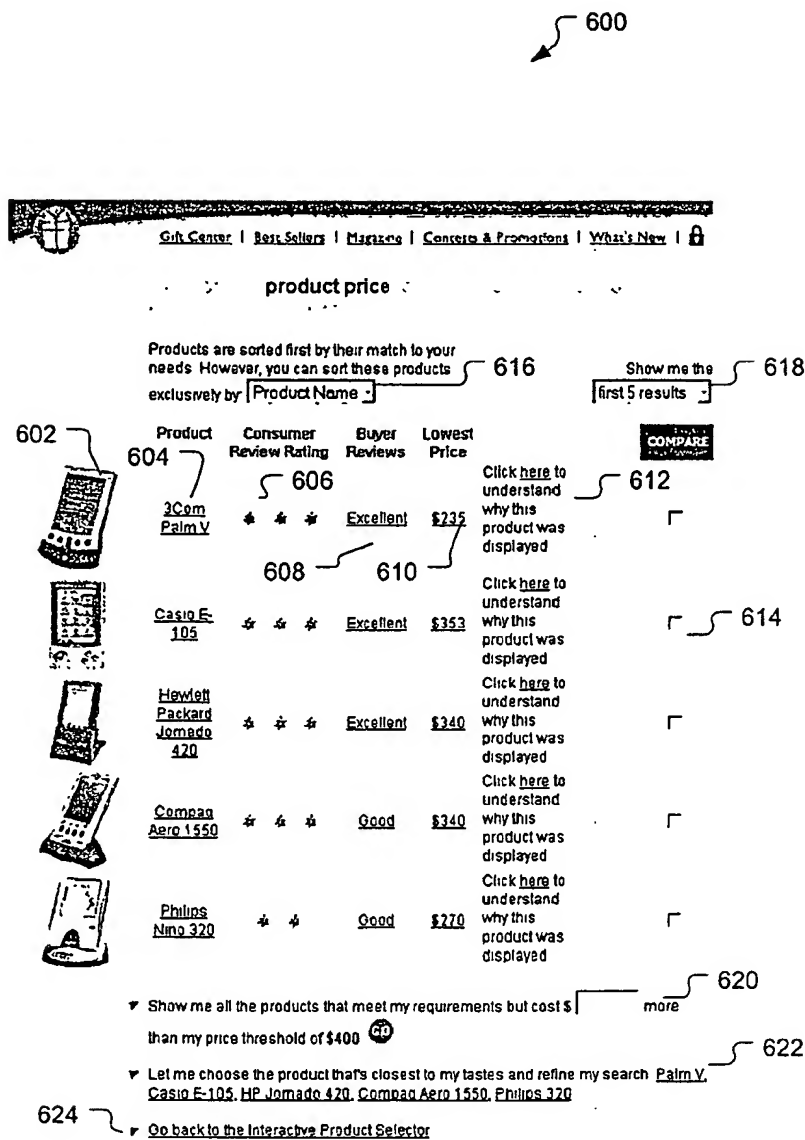 600
Gift Center | Best Sellers | Magazine | Contests & Promotions | What's New |
product price
Products are sorted first by their match to your
needs However, you can sort these products
exclusively by Product Name
616
Show me the
first 5 results
618
602
Product
Consumer
Review Rating
Buyer
Reviews
Lowest
Price
COMPARE
604
606
3Com
Palm V
Excellent
$235
Click here to
understand
why this
product was
displayed
612
608
610
Casio E-
105
Excellent
$353
Click here to
understand
why this
product was
displayed
614
Hewlett
Packard
Jornado
420
Excellent
$340
Click here to
understand
why this
product was
displayed
Compaq
Aero 1550
Good
$340
Click here to
understand
why this
product was
displayed
Philips
Nino 320
Good
$270
Click here to
understand
why this
product was
displayed
Show me all the products that meet my requirements but cost $ more
620
than my price threshold of $400
Let me choose the product that's closest to my tastes and refine my search Palm V,
622
Casio E-105, HP Jornado 420, Compaq Aero 1550, Philips 320
624
Go back to the Interactive Product Selector